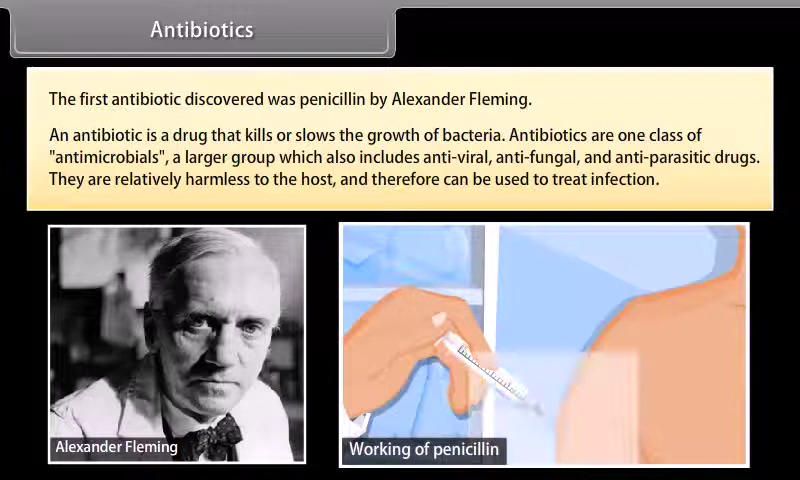 Antibiotics
The first antibiotic discovered was penicillin by Alexander Fleming.
An antibiotic is a drug that kills or slows the growth of bacteria. Antibiotics are one class of
"antimicrobials", a larger group which also includes anti-viral, anti-fungal, and anti-parasitic drugs.
They are relatively harmless to the host, and therefore can be used to treat infection.
Alexander Fleming
Working of penicillin